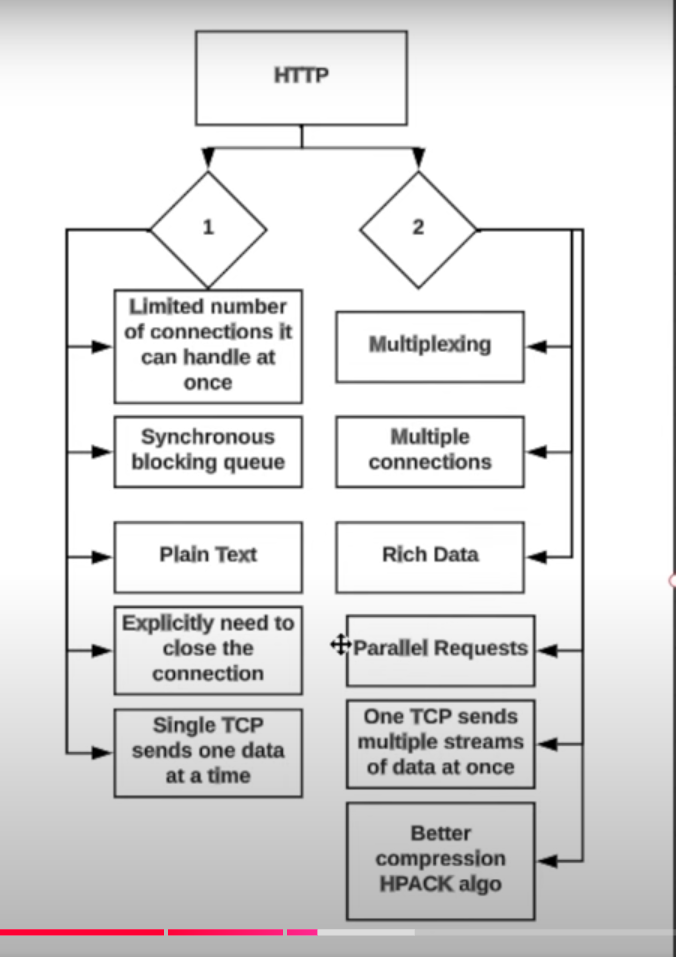 HTTP
1
2
Limited number
of connections it
can handle at
once
Multiplexing
Synchronous
blocking queue
Multiple
connections
Plain Text
Rich Data
Explicitly need to
close the
connection
Parallel Requests
Single TCP
sends one data
at a time
One TCP sends
multiple streams
of data at once
Better
compression
HPACK algo